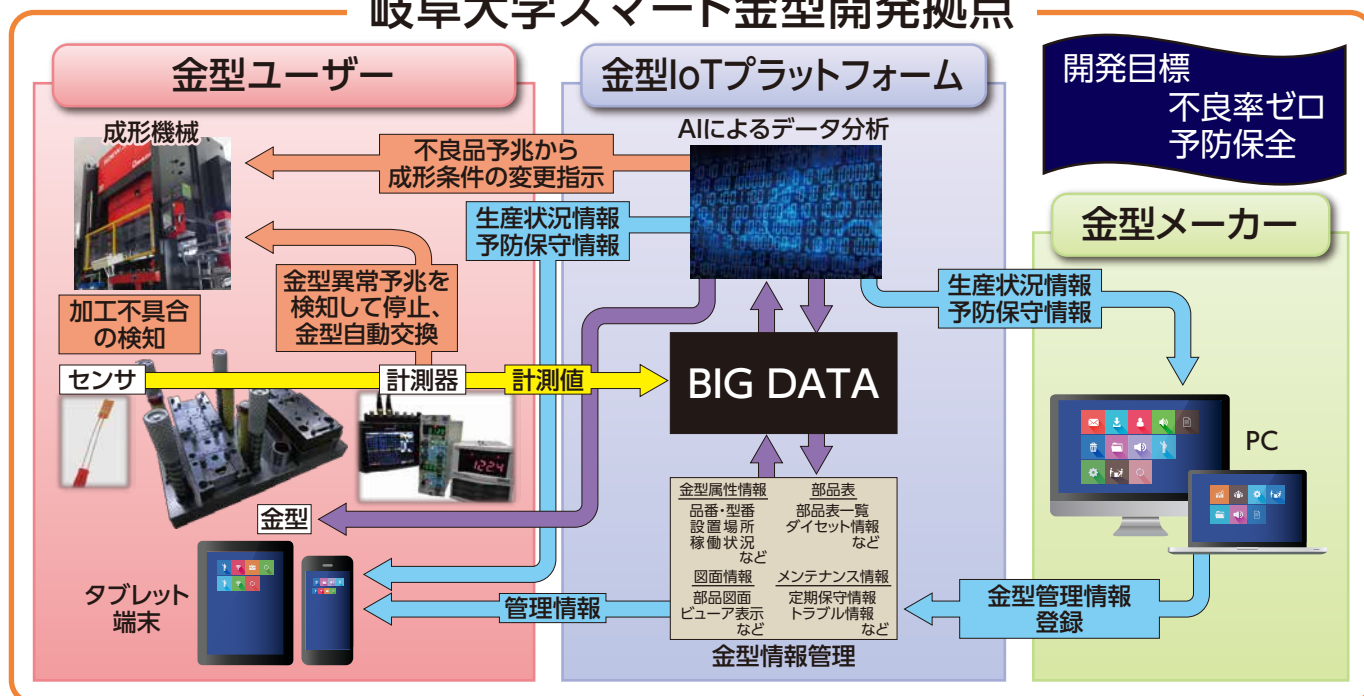 岐阜大学スマート金型開発拠点
金型ユーザー
金型IoTプラットフォーム
開発目標
不良率ゼロ
予防保全
成形機械
AIによるデータ分析
不良品予兆から
成形条件の変更指示
生産状況情報
予防保守情報
金型メーカー
金型異常予兆を
検知して停止、
金型自動交換
加工不具合
の検知
生産状況情報
予防保守情報
センサ
計測器
計測値
BIG DATA
1224
PC
金型
金型属性情報
品番・型番
設置場所
稼働状況
など
部品表
部品表一覧
ダイセット情報
など
図面情報
部品図面
ビューア表示
など
メンテナンス情報
定期保守情報
トラブル情報
など
タブレット
端末
管理情報
金型管理情報
登録
金型情報管理